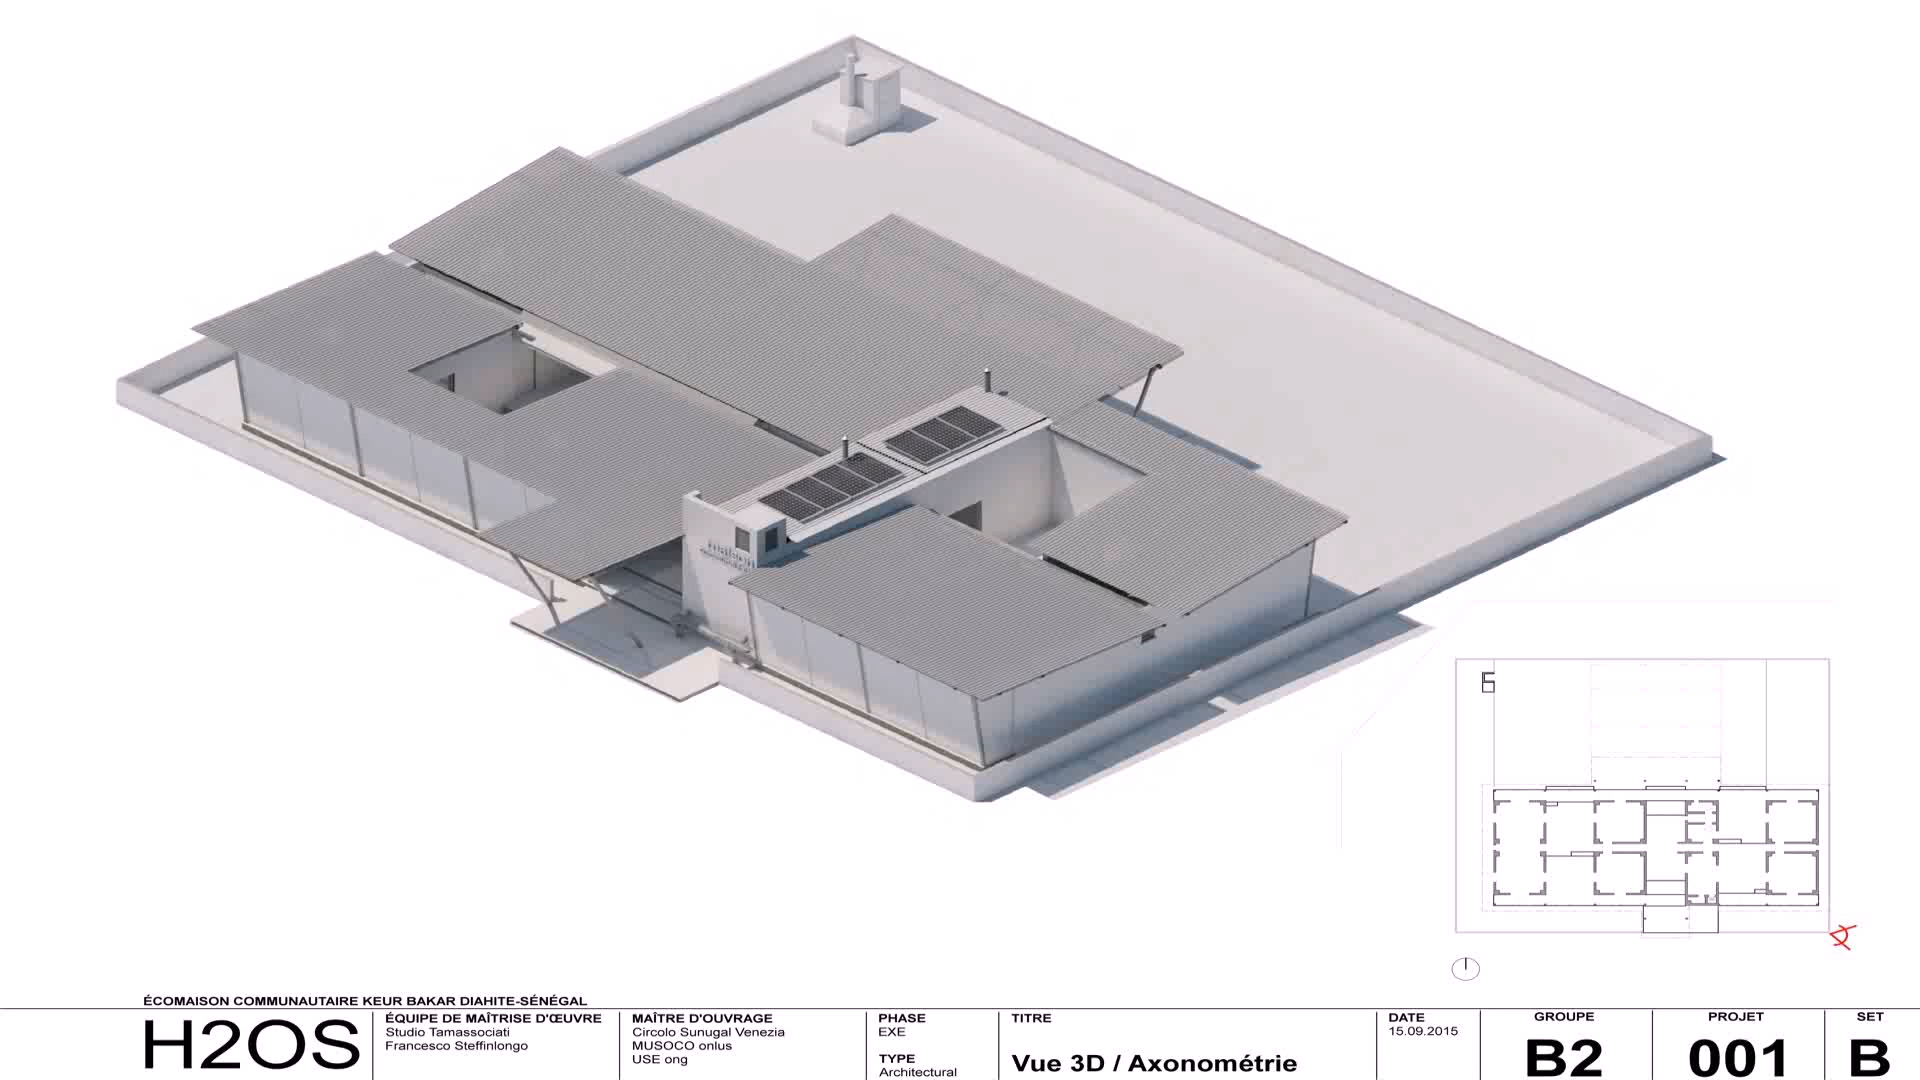 ÉCOMAISON COMMUNAUTAIRE KEUR BAKAR DIAHITE-SÉNÉGAL
H2OS
ÉQUIPE DE MAÎTRISE D'ŒUVRE
Studio Tamassociati
Francesco Steffinlongo
MAÎTRE D'OUVRAGE
Circolo Sunugal Venezia
MUSOCO onlus
USE ong
PHASE
EXE
TYPE
Architectural
TITRE
Vue 3D / Axonométrie
DATE
15.09.2015
GROUPE
B2
PROJET
001
SET
B